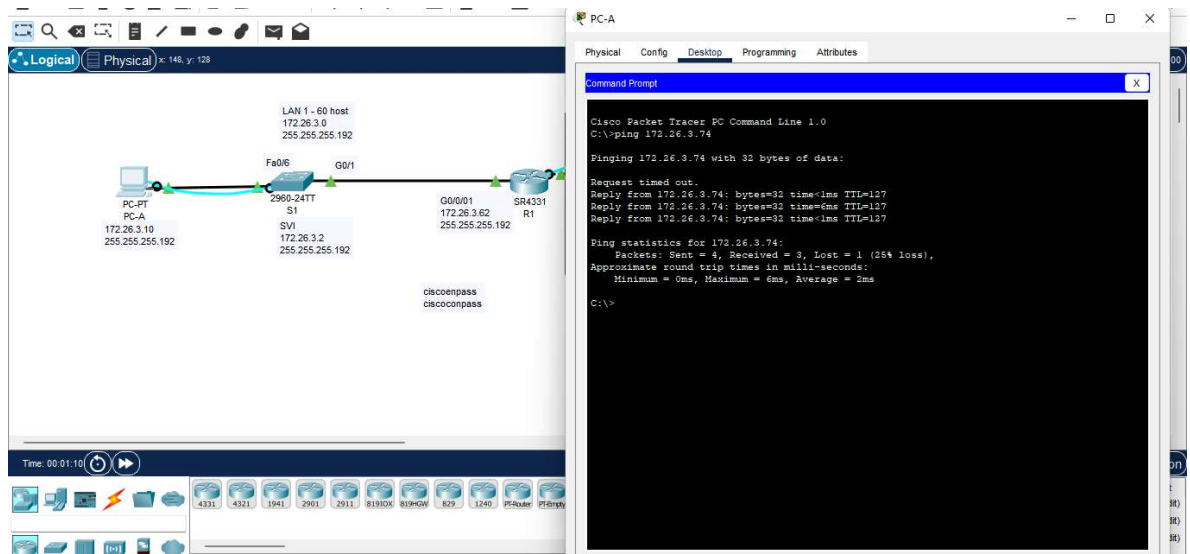 Logical
Physical
x: 148, y: 128
LAN 1 - 60 host
172.26.3.0
255.255.255.192
Fa0/6
G0/1
PC-PT
PC-A
172.26.3.10
255.255.255.192
2960-24TT
S1
SVI
172.26.3.2
255.255.255.192
G0/0/01
172.26.3.62
255.255.255.192
SR4331
R1
ciscoenpass
ciscoconpass
Time: 00:01:10
4331
4321
1941
2901
2911
819IOX
819HGW
829
1240
PT-Router
PT-Empty
PC-A
Physical
Config
Desktop
Programming
Attributes
Command Prompt
X
Cisco Packet Tracer PC Command Line 1.0
C:\>ping 172.26.3.74
Pinging 172.26.3.74 with 32 bytes of data:
Request timed out.
Reply from 172.26.3.74: bytes=32 time<1ms TTL=127
Reply from 172.26.3.74: bytes=32 time=6ms TTL=127
Reply from 172.26.3.74: bytes=32 time<1ms TTL=127
Ping statistics for 172.26.3.74:
Packets: Sent = 4, Received = 3, Lost = 1 (25% loss),
Approximate round trip times in milli-seconds:
Minimum = 0ms, Maximum = 6ms, Average = 2ms
C:\>